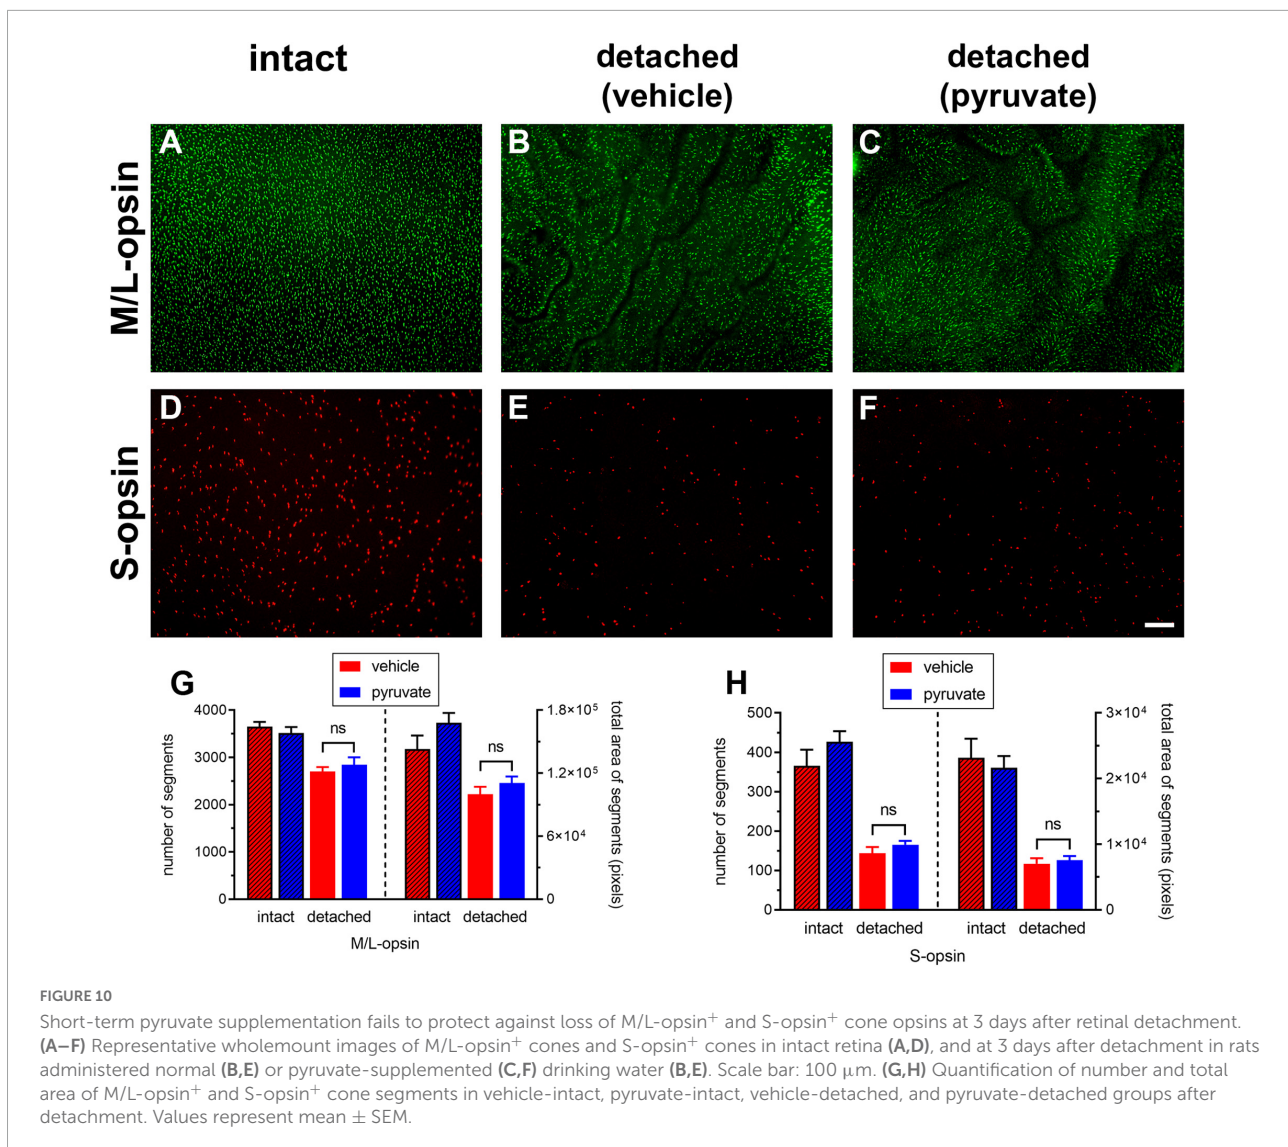 intact
detached
(vehicle)
detached
(pyruvate)
M/L-opsin
A
B
C
S-opsin
D
E
F
G
vehicle
pyruvate
number of segments
4000
3000
2000
1000
0
ns
ns
1.8×10⁵
1.2×10⁵
6×10⁴
0
total area of segments (pixels)
intact
detached
intact
detached
M/L-opsin
H
vehicle
pyruvate
number of segments
500
400
300
200
150
100
0
ns
ns
3×10⁴
2×10⁴
1×10⁴
0
total area of segments (pixels)
intact
detached
intact
detached
S-opsin
FIGURE 10
Short-term pyruvate supplementation fails to protect against loss of M/L-opsin⁺ and S-opsin⁺ cone opsins at 3 days after retinal detachment.
(A–F) Representative wholemount images of M/L-opsin⁺ cones and S-opsin⁺ cones in intact retina (A,D), and at 3 days after detachment in rats
administered normal (B,E) or pyruvate-supplemented (C,F) drinking water (B,E). Scale bar: 100 μm. (G,H) Quantification of number and total
area of M/L-opsin⁺ and S-opsin⁺ cone segments in vehicle-intact, pyruvate-intact, vehicle-detached, and pyruvate-detached groups after
detachment. Values represent mean ± SEM.